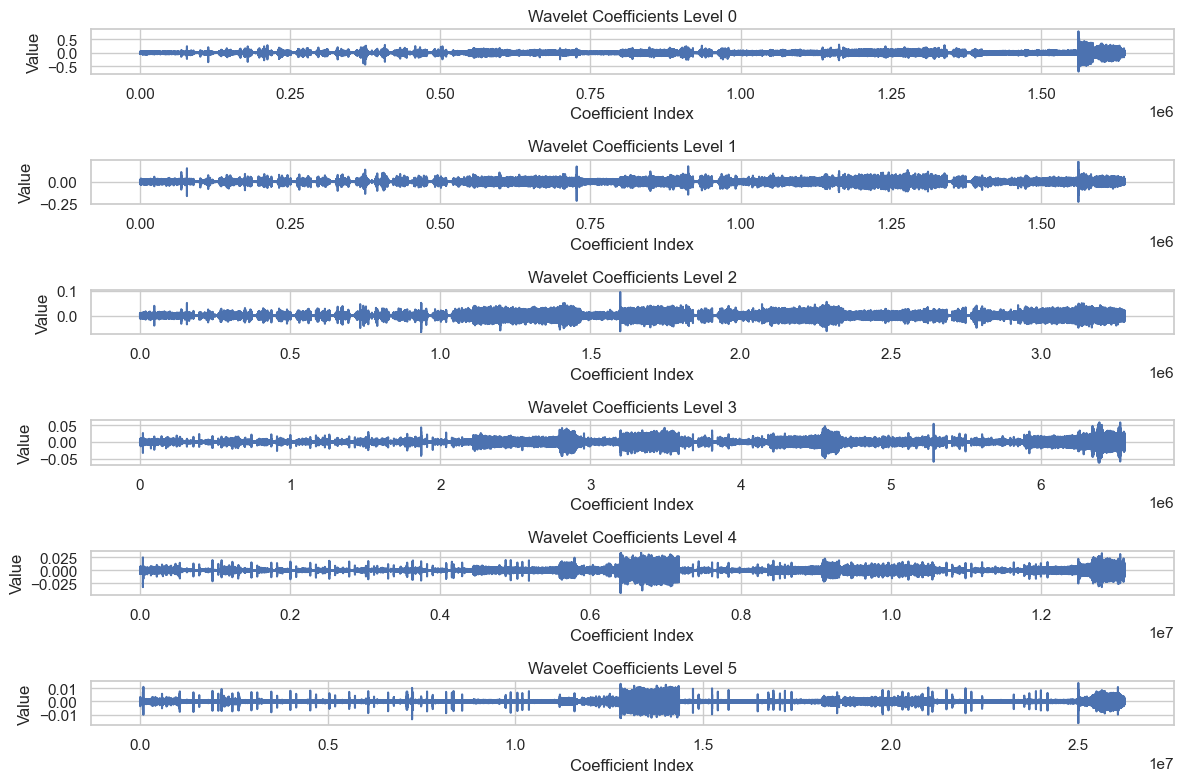 Wavelet Coefficients Level 0
Value
0.5
0.0
−0.5
0.00 0.25 0.50 0.75 1.00 1.25 1.50
1e6
Coefficient Index
Wavelet Coefficients Level 1
Value
0.00
−0.25
0.00 0.25 0.50 0.75 1.00 1.25 1.50
1e6
Coefficient Index
Wavelet Coefficients Level 2
Value
0.1
0.0
0.0 0.5 1.0 1.5 2.0 2.5 3.0
1e6
Coefficient Index
Wavelet Coefficients Level 3
Value
0.05
0.00
−0.05
0 1 2 3 4 5 6
1e6
Coefficient Index
Wavelet Coefficients Level 4
Value
0.025
0.000
−0.025
0.0 0.2 0.4 0.6 0.8 1.0 1.2
1e7
Coefficient Index
Wavelet Coefficients Level 5
Value
0.01
0.00
−0.01
0.0 0.5 1.0 1.5 2.0 2.5
1e7
Coefficient Index